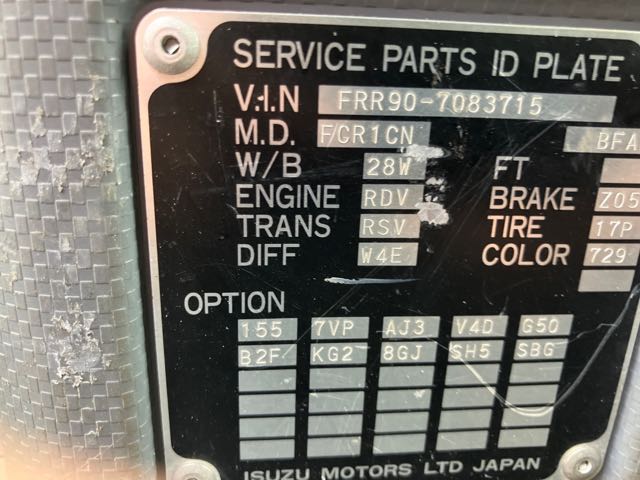 SERVICE PARTS ID PLATE
V.I.N FRR90-7083715
M.D. F/CR1CN BFA
W/B 28W FT
ENGINE RDV BRAKE Z05
TRANS RSV TIRE 17P
DIFF W4E COLOR 729
OPTION
155 7VP AJ3 V4D G50
B2F KG2 8GJ SH5 SBG
ISUZU MOTORS LTD JAPAN